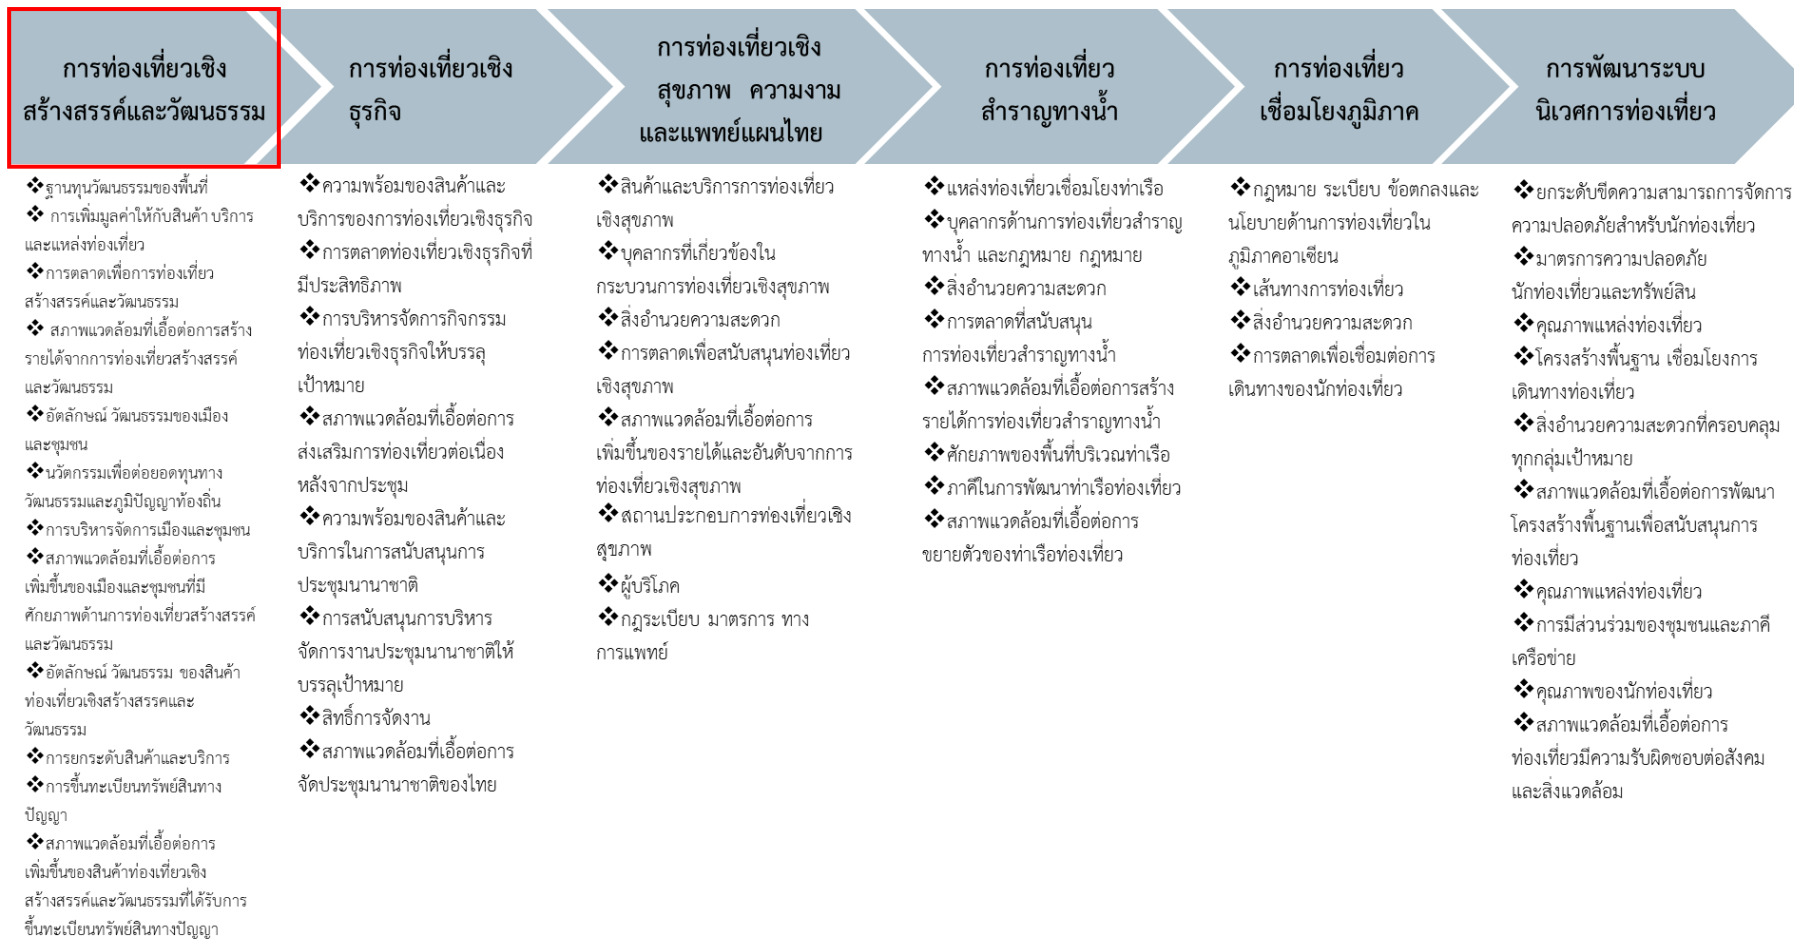 การท่องเที่ยวเชิง
สร้างสรรค์และวัฒนธรรม
❖ฐานทุนวัฒนธรรมของพื้นที่
❖ การเพิ่มมูลค่าให้กับสินค้า บริการ
และแหล่งท่องเที่ยว
❖การตลาดเพื่อการท่องเที่ยว
สร้างสรรค์และวัฒนธรรม
❖ สภาพแวดล้อมที่เอื้อต่อการสร้าง
รายได้จากการท่องเที่ยวสร้างสรรค์
และวัฒนธรรม
❖อัตลักษณ์ วัฒนธรรมของเมือง
และชุมชน
❖นวัตกรรมเพื่อต่อยอดทุนทาง
วัฒนธรรมและภูมิปัญญาท้องถิ่น
❖การบริหารจัดการเมืองและชุมชน
❖สภาพแวดล้อมที่เอื้อต่อการ
เพิ่มขึ้นของเมืองและชุมชนที่มี
ศักยภาพด้านการท่องเที่ยวสร้างสรรค์
และวัฒนธรรม
❖อัตลักษณ์ วัฒนธรรม ของสินค้า
ท่องเที่ยวเชิงสร้างสรรคและ
วัฒนธรรม
❖การยกระดับสินค้าและบริการ
❖การขึ้นทะเบียนทรัพย์สินทาง
ปัญญา
❖สภาพแวดล้อมที่เอื้อต่อการ
เพิ่มขึ้นของสินค้าท่องเที่ยวเชิง
สร้างสรรค์และวัฒนธรรมที่ได้รับการ
ขึ้นทะเบียนทรัพย์สินทางปัญญา
การท่องเที่ยวเชิง
ธุรกิจ
❖ความพร้อมของสินค้าและ
บริการของการท่องเที่ยวเชิงธุรกิจ
❖การตลาดท่องเที่ยวเชิงธุรกิจที่
มีประสิทธิภาพ
❖การบริหารจัดการกิจกรรม
ท่องเที่ยวเชิงธุรกิจให้บรรลุ
เป้าหมาย
❖สภาพแวดล้อมที่เอื้อต่อการ
ส่งเสริมการท่องเที่ยวต่อเนื่อง
หลังจากประชุม
❖ความพร้อมของสินค้าและ
บริการในการสนับสนุนการ
ประชุมนานาชาติ
❖การสนับสนุนการบริหาร
จัดการงานประชุมนานาชาติให้
บรรลุเป้าหมาย
❖สิทธิ์การจัดงาน
❖สภาพแวดล้อมที่เอื้อต่อการ
จัดประชุมนานาชาติของไทย
การท่องเที่ยวเชิง
สุขภาพ ความงาม
และแพทย์แผนไทย
❖สินค้าและบริการการท่องเที่ยว
เชิงสุขภาพ
❖บุคลากรที่เกี่ยวข้องใน
กระบวนการท่องเที่ยวเชิงสุขภาพ
❖สิ่งอำนวยความสะดวก
❖การตลาดเพื่อสนับสนุนท่องเที่ยว
เชิงสุขภาพ
❖สภาพแวดล้อมที่เอื้อต่อการ
เพิ่มขึ้นของรายได้และอันดับจากการ
ท่องเที่ยวเชิงสุขภาพ
❖สถานประกอบการท่องเที่ยวเชิง
สุขภาพ
❖ผู้บริโภค
❖กฎระเบียบ มาตรการ ทาง
การแพทย์
การท่องเที่ยว
สำราญทางน้ำ
❖แหล่งท่องเที่ยวเชื่อมโยงท่าเรือ
❖บุคลากรด้านการท่องเที่ยวสำราญ
ทางน้ำ และกฎหมาย กฎหมาย
❖สิ่งอำนวยความสะดวก
❖การตลาดที่สนับสนุน
การท่องเที่ยวสำราญทางน้ำ
❖สภาพแวดล้อมที่เอื้อต่อการสร้าง
รายได้การท่องเที่ยวสำราญทางน้ำ
❖ศักยภาพของพื้นที่บริเวณท่าเรือ
❖ภาคีในการพัฒนาท่าเรือท่องเที่ยว
❖สภาพแวดล้อมที่เอื้อต่อการ
ขยายตัวของท่าเรือท่องเที่ยว
การท่องเที่ยว
เชื่อมโยงภูมิภาค
❖กฎหมาย ระเบียบ ข้อตกลงและ
นโยบายด้านการท่องเที่ยวใน
ภูมิภาคอาเซียน
❖เส้นทางการท่องเที่ยว
❖สิ่งอำนวยความสะดวก
❖การตลาดเพื่อเชื่อมต่อการ
เดินทางของนักท่องเที่ยว
การพัฒนาระบบ
นิเวศการท่องเที่ยว
❖ยกระดับขีดความสามารถการจัดการ
ความปลอดภัยสำหรับนักท่องเที่ยว
❖มาตรการความปลอดภัย
นักท่องเที่ยวและทรัพย์สิน
❖คุณภาพแหล่งท่องเที่ยว
❖โครงสร้างพื้นฐาน เชื่อมโยงการ
เดินทางท่องเที่ยว
❖สิ่งอำนวยความสะดวกที่ครอบคลุม
ทุกกลุ่มเป้าหมาย
❖สภาพแวดล้อมที่เอื้อต่อการพัฒนา
โครงสร้างพื้นฐานเพื่อสนับสนุนการ
ท่องเที่ยว
❖คุณภาพแหล่งท่องเที่ยว
❖การมีส่วนร่วมของชุมชนและภาคี
เครือข่าย
❖คุณภาพของนักท่องเที่ยว
❖สภาพแวดล้อมที่เอื้อต่อการ
ท่องเที่ยวมีความรับผิดชอบต่อสังคม
และสิ่งแวดล้อม